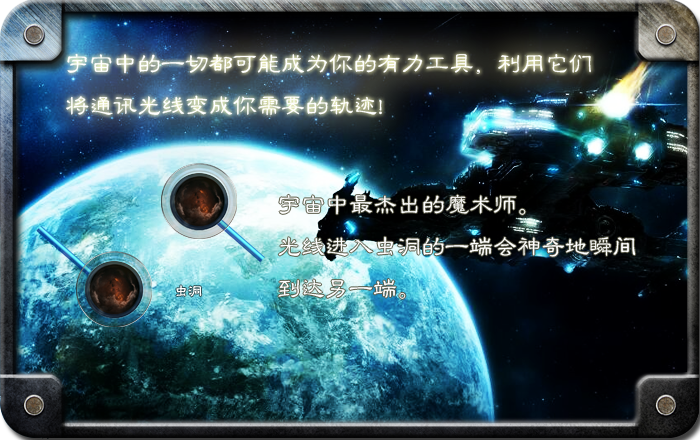 宇宙中的一切都可能成为你的有力工具，利用它们
将通讯光线变成你需要的轨迹!
宇宙中最杰出的魔术师。
光线进入虫洞的一端会神奇地瞬间
到达另一端。
虫洞